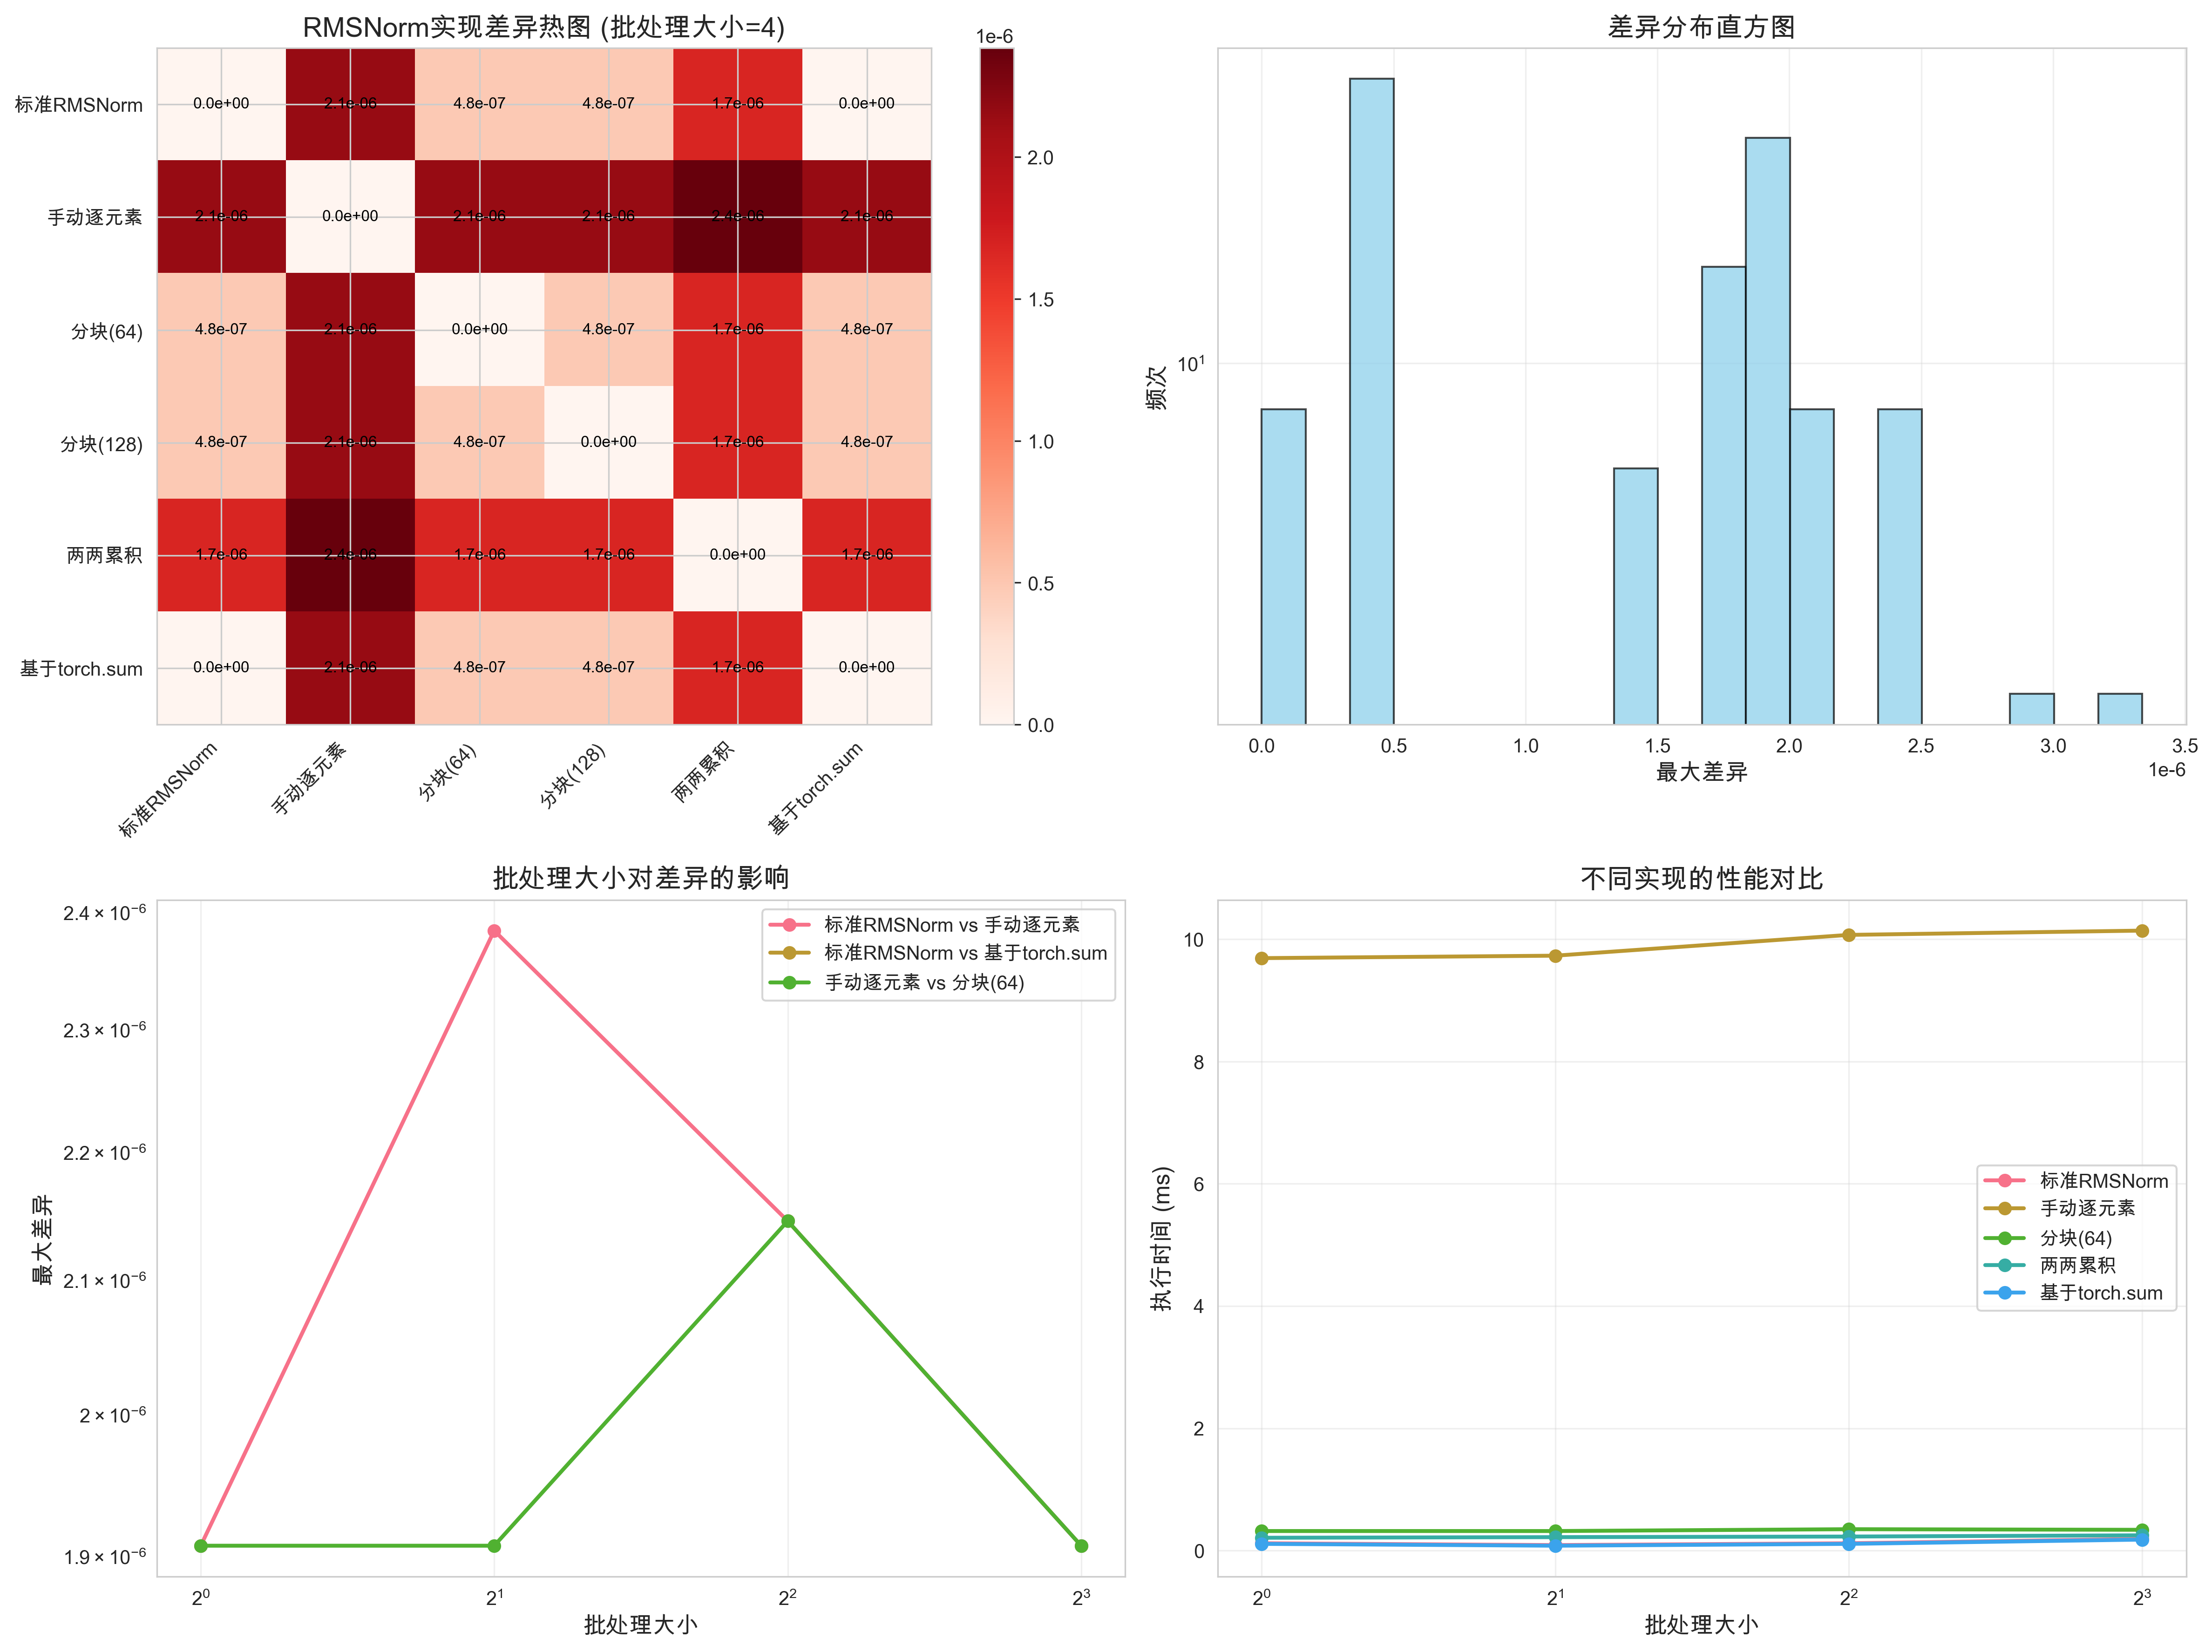 RMSNorm实现差异热图 (批处理大小=4)
1e-6
标准RMSNorm
0.0e+00 2.1e-06 4.8e-07 4.8e-07 1.7e-06 0.0e+00
手动逐元素
2.1e-06 0.0e+00 2.1e-06 2.1e-06 2.4e-06 2.1e-06
分块(64)
4.8e-07 2.1e-06 0.0e+00 4.8e-07 1.7e-06 4.8e-07
分块(128)
4.8e-07 2.1e-06 4.8e-07 0.0e+00 1.7e-06 4.8e-07
两两累积
1.7e-06 2.4e-06 1.7e-06 1.7e-06 0.0e+00 1.7e-06
基于torch.sum
0.0e+00 2.1e-06 4.8e-07 4.8e-07 1.7e-06 0.0e+00
标准RMSNorm
手动逐元素
分块(64)
分块(128)
两两累积
基于torch.sum
2.0
1.5
1.0
0.5
0.0
差异分布直方图
频次
10¹
0.0 0.5 1.0 1.5 2.0 2.5 3.0 3.5
最大差异
1e-6
批处理大小对差异的影响
最大差异
2.4 × 10⁻⁶
2.3 × 10⁻⁶
2.2 × 10⁻⁶
2.1 × 10⁻⁶
2 × 10⁻⁶
1.9 × 10⁻⁶
标准RMSNorm vs 手动逐元素
标准RMSNorm vs 基于torch.sum
手动逐元素 vs 分块(64)
2⁰ 2¹ 2² 2³
批处理大小
不同实现的性能对比
执行时间 (ms)
10
8
6
4
2
0
标准RMSNorm
手动逐元素
分块(64)
两两累积
基于torch.sum
2⁰ 2¹ 2² 2³
批处理大小